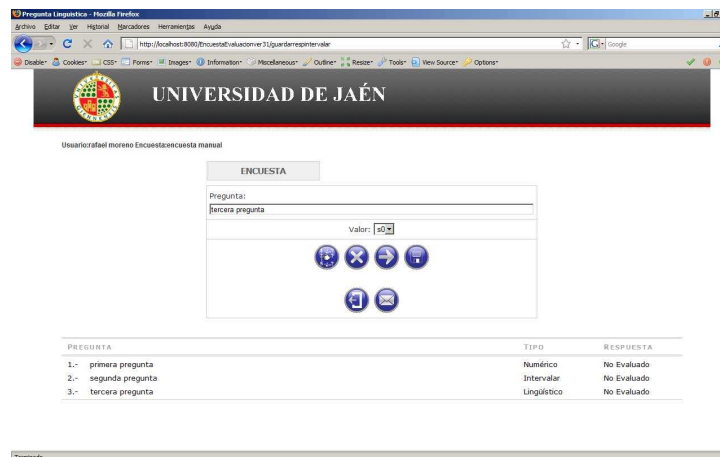 Pregunta Linguistica - Mozilla Firefox
Archivo Editar Ver Historial Marcadores Herramientas Ayuda
http://localhost:8080/EncuestaEvaluacionver31/guardarrespintervalar
Google
Disable Cookies CSS Forms Images Information Miscellaneous Outline Resize Tools View Source Options
UNIVERSIDAD DE JAÉN
Usuario:rafael moreno Encuesta:encuesta manual
ENCUESTA
Pregunta:
tercera pregunta
Valor: s0
PREGUNTA TIPO RESPUESTA
1.- primera pregunta Numérico No Evaluado
2.- segunda pregunta Intervalar No Evaluado
3.- tercera pregunta Lingüístico No Evaluado